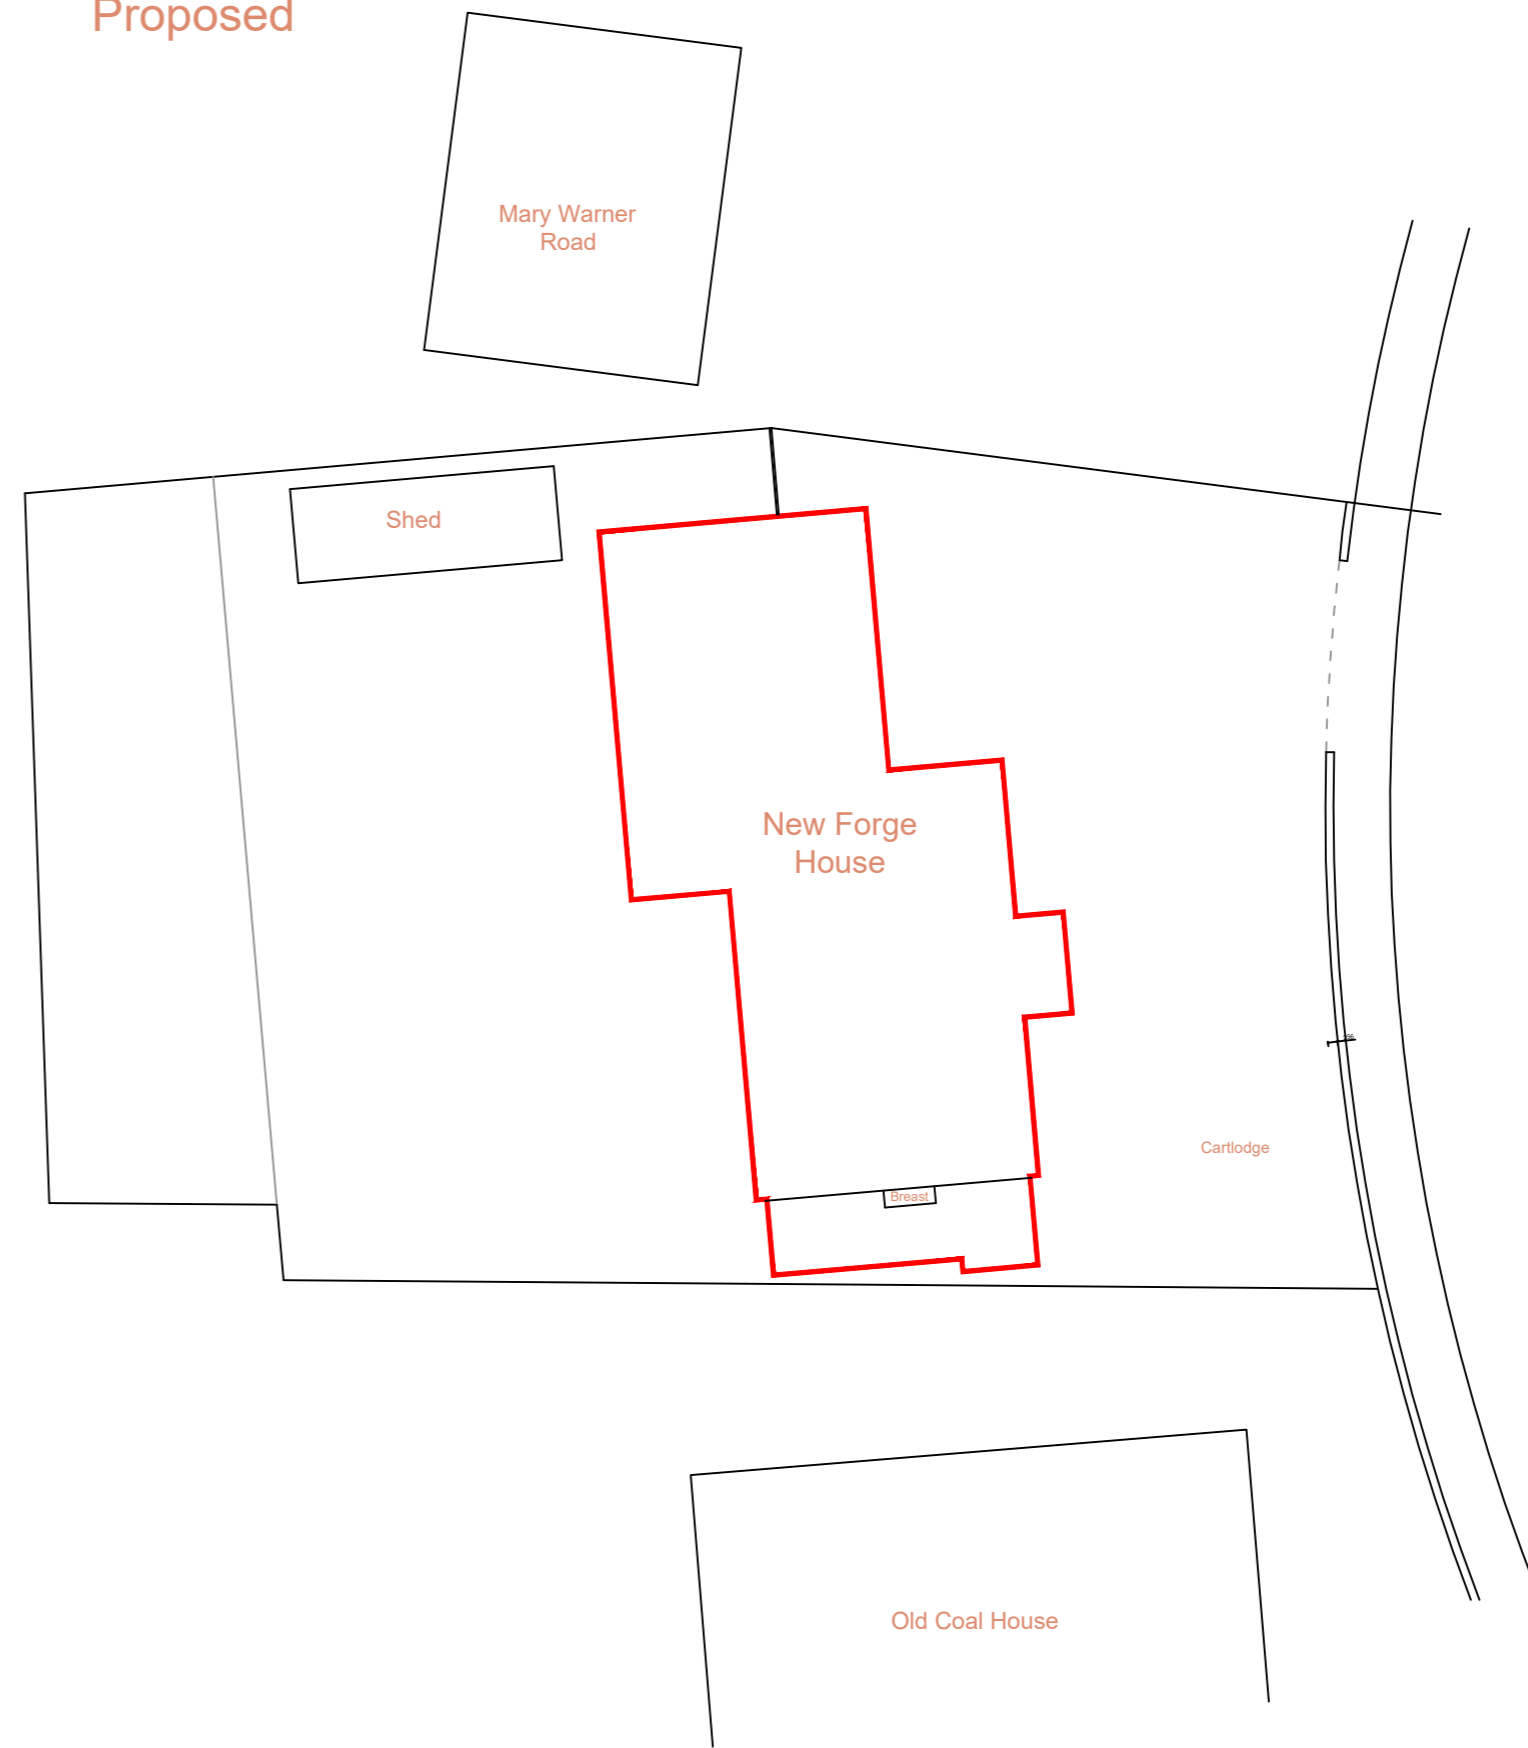 Proposed
Mary Warner
Road
Shed
New Forge
House
Cartlodge
Breast
Old Coal House